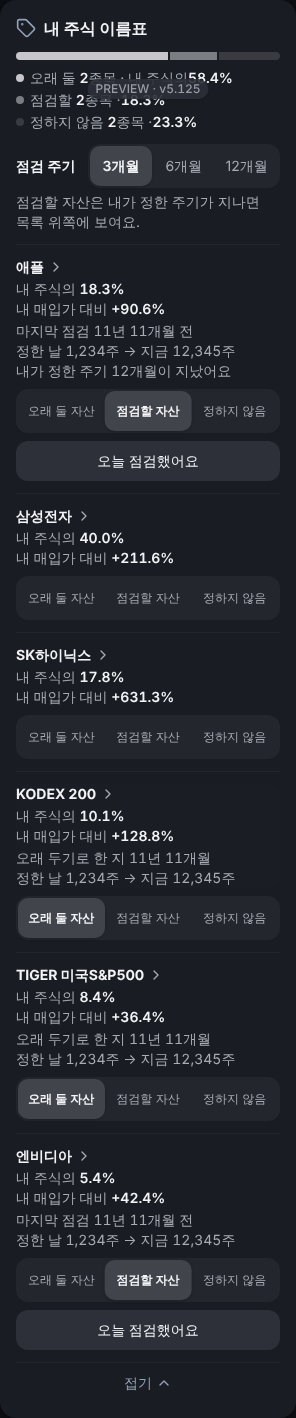 내 주식 이름표
오래 둘 2종목 · 내 주식의 58.4%
PREVIEW · v5.125
점검할 2종목 · 18.3%
정하지 않음 2종목 · 23.3%
점검 주기 3개월 6개월 12개월
점검할 자산은 내가 정한 주기가 지나면
목록 위쪽에 보여요.
애플
내 주식의 18.3%
내 매입가 대비 +90.6%
마지막 점검 11년 11개월 전
정한 날 1,234주 → 지금 12,345주
내가 정한 주기 12개월이 지났어요
오래 둘 자산 점검할 자산 정하지 않음
오늘 점검했어요
삼성전자
내 주식의 40.0%
내 매입가 대비 +211.6%
오래 둘 자산 점검할 자산 정하지 않음
SK하이닉스
내 주식의 17.8%
내 매입가 대비 +631.3%
오래 둘 자산 점검할 자산 정하지 않음
KODEX 200
내 주식의 10.1%
내 매입가 대비 +128.8%
오래 두기로 한 지 11년 11개월
정한 날 1,234주 → 지금 12,345주
오래 둘 자산 점검할 자산 정하지 않음
TIGER 미국S&P500
내 주식의 8.4%
내 매입가 대비 +36.4%
오래 두기로 한 지 11년 11개월
정한 날 1,234주 → 지금 12,345주
오래 둘 자산 점검할 자산 정하지 않음
엔비디아
내 주식의 5.4%
내 매입가 대비 +42.4%
마지막 점검 11년 11개월 전
정한 날 1,234주 → 지금 12,345주
오래 둘 자산 점검할 자산 정하지 않음
오늘 점검했어요
접기